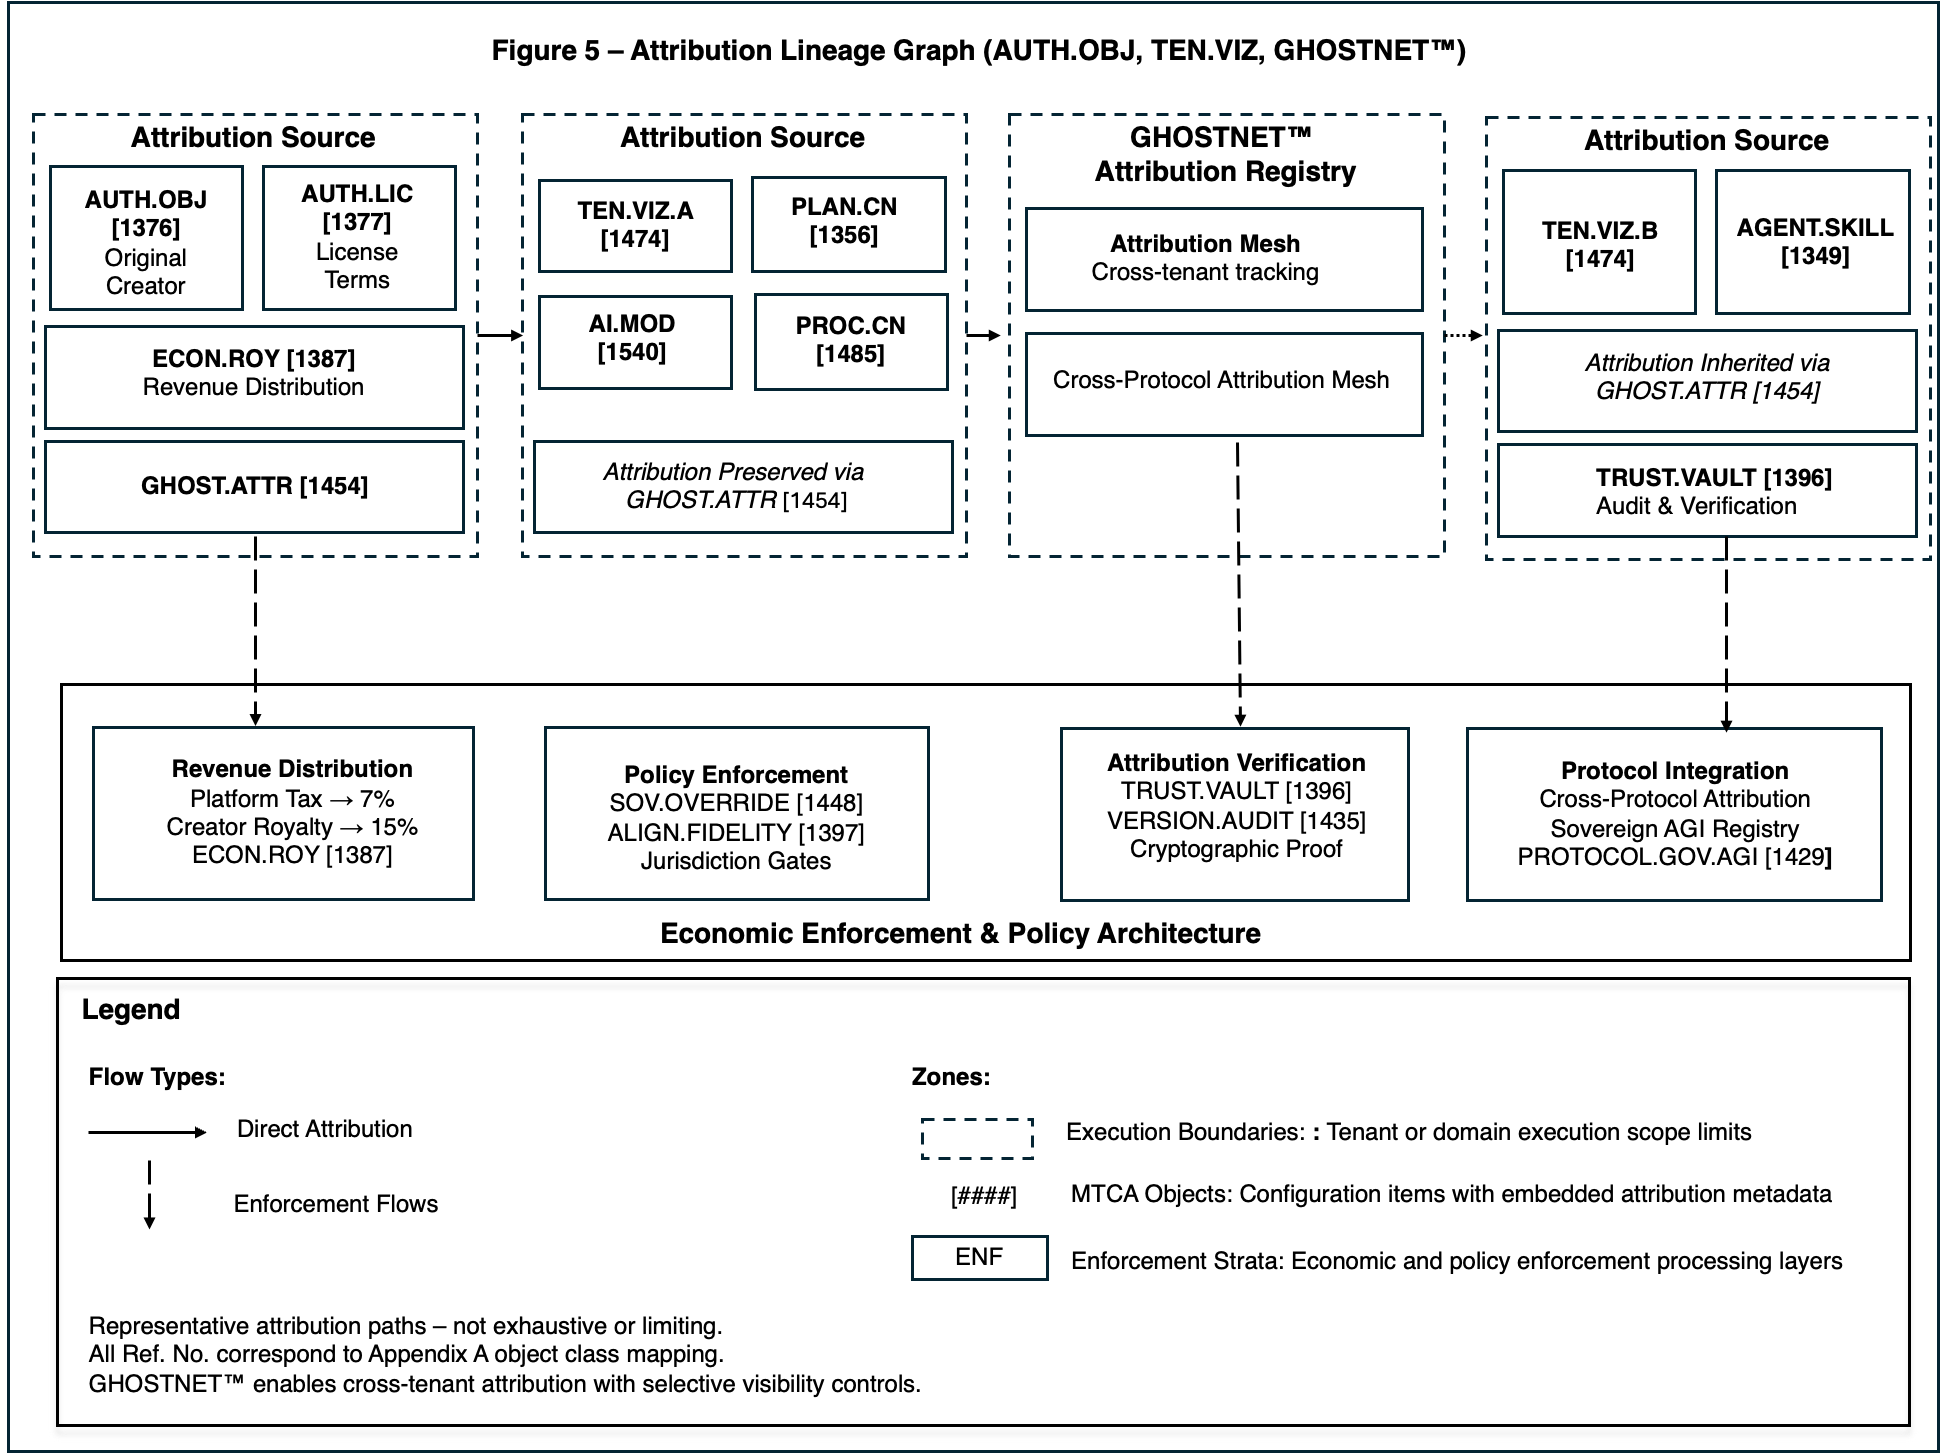 Figure 5 – Attribution Lineage Graph (AUTH.OBJ, TEN.VIZ, GHOSTNET™)
Attribution Source
AUTH.OBJ
[1376]
Original
Creator
AUTH.LIC
[1377]
License
Terms
ECON.ROY [1387]
Revenue Distribution
GHOST.ATTR [1454]
Attribution Source
TEN.VIZ.A
[1474]
PLAN.CN
[1356]
AI.MOD
[1540]
PROC.CN
[1485]
Attribution Preserved via
GHOST.ATTR [1454]
GHOSTNET™
Attribution Registry
Attribution Mesh
Cross-tenant tracking
Cross-Protocol Attribution Mesh
Attribution Source
TEN.VIZ.B
[1474]
AGENT.SKILL
[1349]
Attribution Inherited via
GHOST.ATTR [1454]
TRUST.VAULT [1396]
Audit & Verification
Revenue Distribution
Platform Tax → 7%
Creator Royalty → 15%
ECON.ROY [1387]
Policy Enforcement
SOV.OVERRIDE [1448]
ALIGN.FIDELITY [1397]
Jurisdiction Gates
Attribution Verification
TRUST.VAULT [1396]
VERSION.AUDIT [1435]
Cryptographic Proof
Protocol Integration
Cross-Protocol Attribution
Sovereign AGI Registry
PROTOCOL.GOV.AGI [1429]
Economic Enforcement & Policy Architecture
Legend
Flow Types:
Direct Attribution
Enforcement Flows
Zones:
Execution Boundaries: : Tenant or domain execution scope limits
[####] MTCA Objects: Configuration items with embedded attribution metadata
ENF Enforcement Strata: Economic and policy enforcement processing layers
Representative attribution paths – not exhaustive or limiting.
All Ref. No. correspond to Appendix A object class mapping.
GHOSTNET™ enables cross-tenant attribution with selective visibility controls.